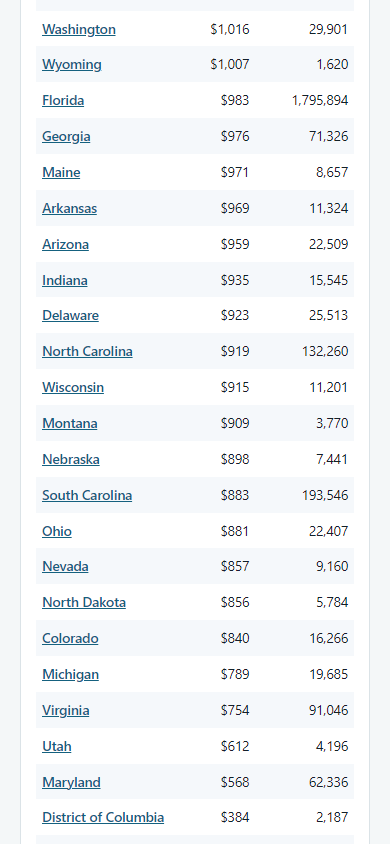 Washington $1,016 29,901
Wyoming $1,007 1,620
Florida $983 1,795,894
Georgia $976 71,326
Maine $971 8,657
Arkansas $969 11,324
Arizona $959 22,509
Indiana $935 15,545
Delaware $923 25,513
North Carolina $919 132,260
Wisconsin $915 11,201
Montana $909 3,770
Nebraska $898 7,441
South Carolina $883 193,546
Ohio $881 22,407
Nevada $857 9,160
North Dakota $856 5,784
Colorado $840 16,266
Michigan $789 19,685
Virginia $754 91,046
Utah $612 4,196
Maryland $568 62,336
District of Columbia $384 2,187